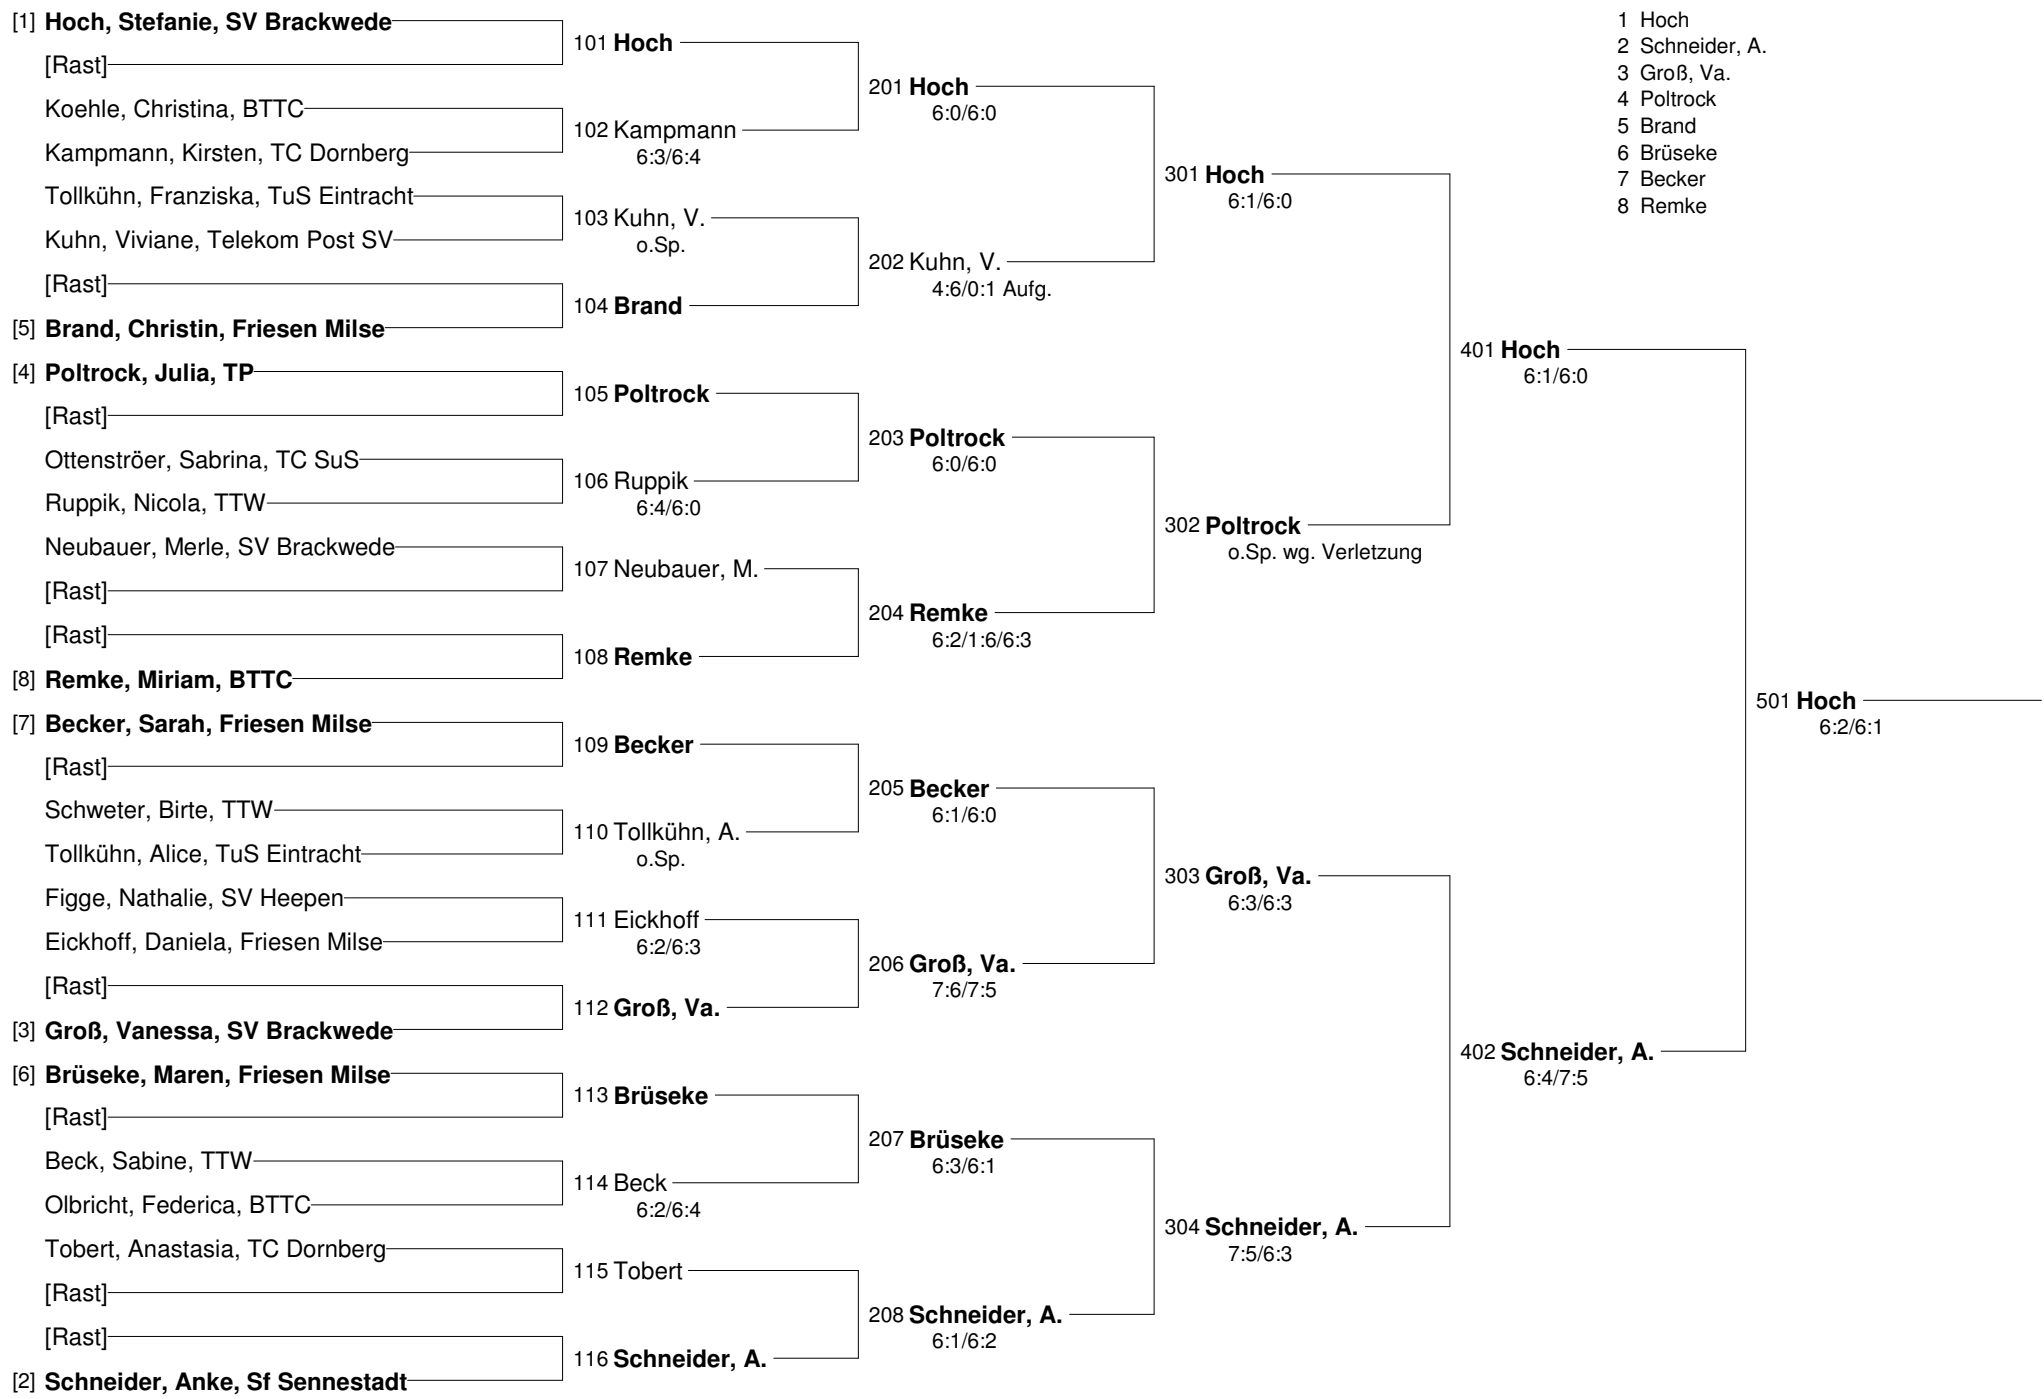 [1] Hoch, Stefanie, SV Brackwede
[Rast]
Koehle, Christina, BTTC
Kampmann, Kirsten, TC Dornberg
Tollkühn, Franziska, TuS Eintracht
Kuhn, Viviane, Telekom Post SV
[Rast]
[5] Brand, Christin, Friesen Milse
[4] Poltrock, Julia, TP
[Rast]
Ottenströer, Sabrina, TC SuS
Ruppik, Nicola, TTW
Neubauer, Merle, SV Brackwede
[Rast]
[Rast]
[8] Remke, Miriam, BTTC
[7] Becker, Sarah, Friesen Milse
[Rast]
Schweter, Birte, TTW
Tollkühn, Alice, TuS Eintracht
Figge, Nathalie, SV Heepen
Eickhoff, Daniela, Friesen Milse
[Rast]
[3] Groß, Vanessa, SV Brackwede
[6] Brüseke, Maren, Friesen Milse
[Rast]
Beck, Sabine, TTW
Olbricht, Federica, BTTC
Tobert, Anastasia, TC Dornberg
[Rast]
[Rast]
[2] Schneider, Anke, Sf Sennestadt
101 Hoch
102 Kampmann
6:3/6:4
103 Kuhn, V.
o.Sp.
104 Brand
105 Poltrock
106 Ruppik
6:4/6:0
107 Neubauer, M.
108 Remke
109 Becker
110 Tollkühn, A.
o.Sp.
111 Eickhoff
6:2/6:3
112 Groß, Va.
113 Brüseke
114 Beck
6:2/6:4
115 Tobert
116 Schneider, A.
201 Hoch
6:0/6:0
202 Kuhn, V.
4:6/0:1 Aufg.
203 Poltrock
6:0/6:0
204 Remke
6:2/1:6/6:3
205 Becker
6:1/6:0
206 Groß, Va.
7:6/7:5
207 Brüseke
6:3/6:1
208 Schneider, A.
6:1/6:2
301 Hoch
6:1/6:0
302 Poltrock
o.Sp. wg. Verletzung
303 Groß, Va.
6:3/6:3
304 Schneider, A.
7:5/6:3
401 Hoch
6:1/6:0
402 Schneider, A.
6:4/7:5
501 Hoch
6:2/6:1
1 Hoch
2 Schneider, A.
3 Groß, Va.
4 Poltrock
5 Brand
6 Brüseke
7 Becker
8 Remke